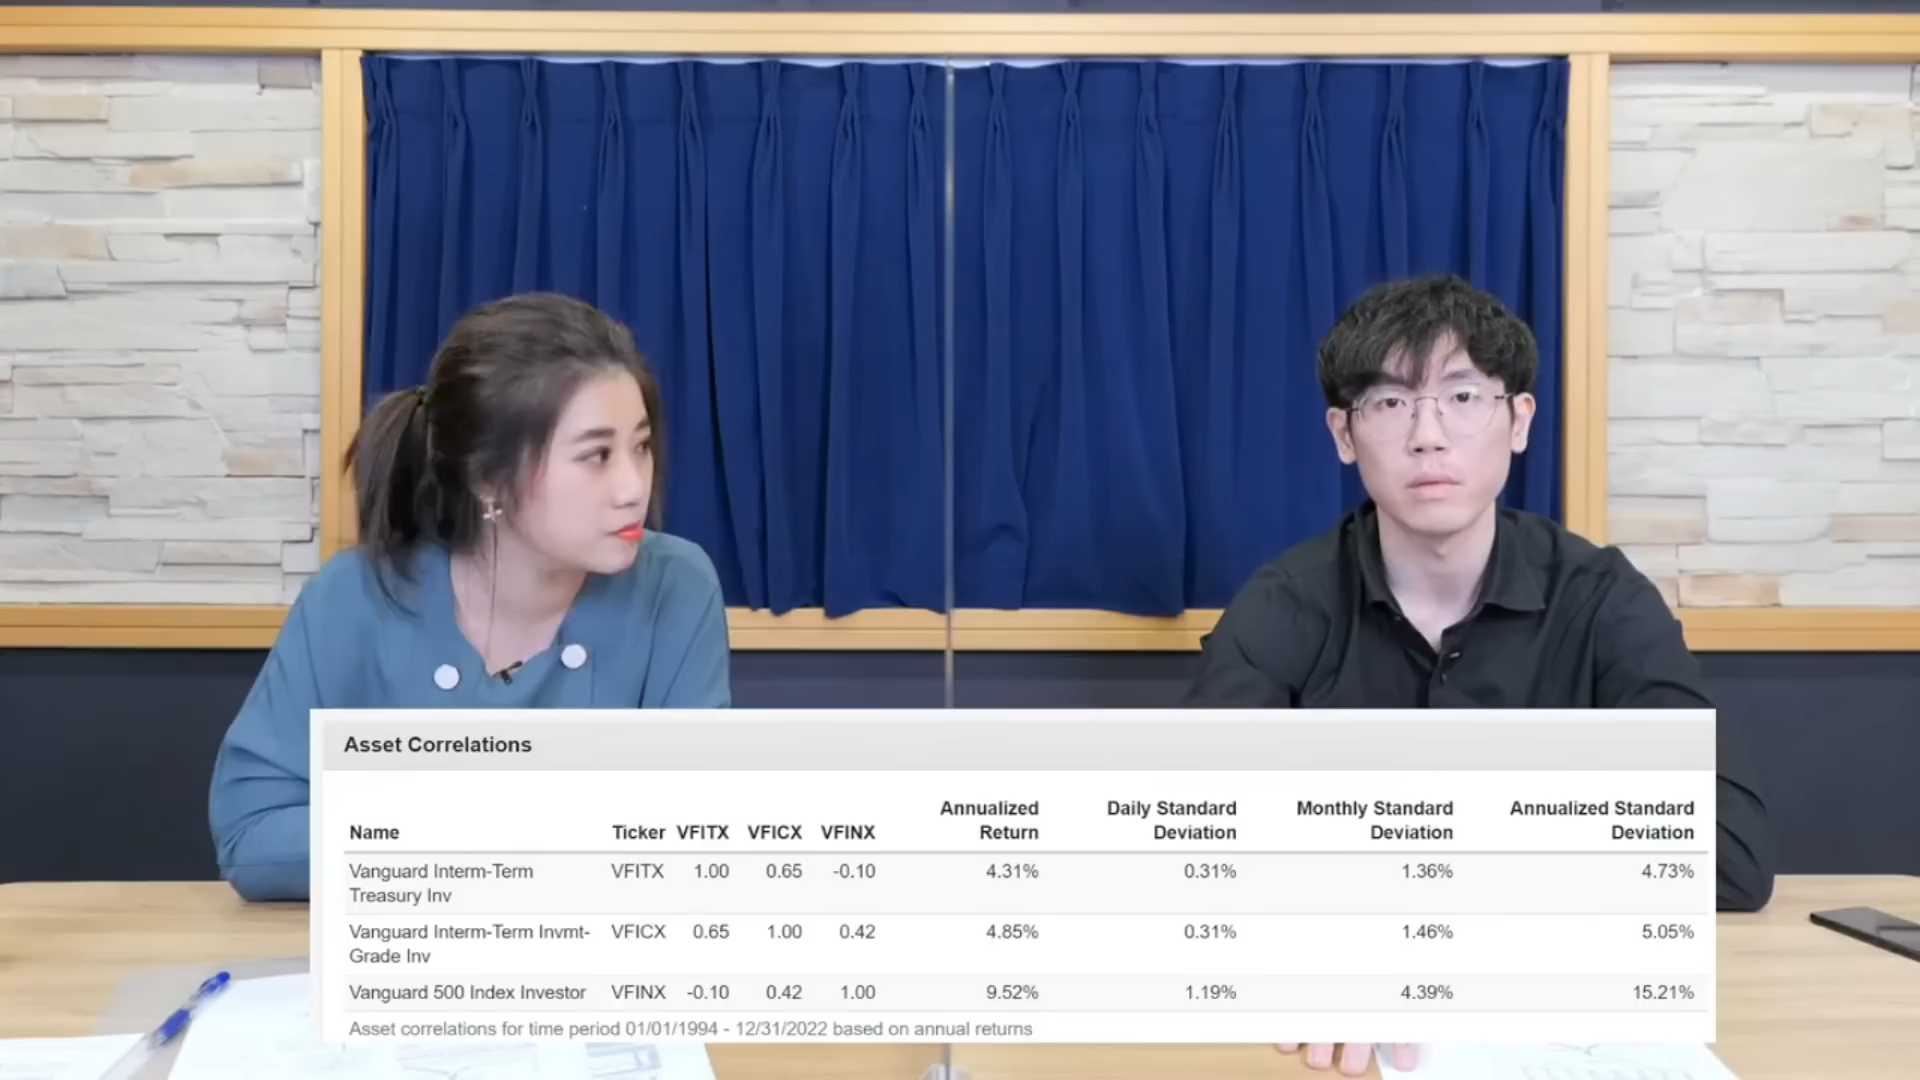 Asset Correlations
Annualized Daily Standard Monthly Standard Annualized Standard
Name Ticker VFITX VFICX VFINX Return Deviation Deviation Deviation
Vanguard Interm-Term VFITX 1.00 0.65 -0.10 4.31% 0.31% 1.36% 4.73%
Treasury Inv
Vanguard Interm-Term Invmt- VFICX 0.65 1.00 0.42 4.85% 0.31% 1.46% 5.05%
Grade Inv
Vanguard 500 Index Investor VFINX -0.10 0.42 1.00 9.52% 1.19% 4.39% 15.21%
Asset correlations for time period 01/01/1994 - 12/31/2022 based on annual returns